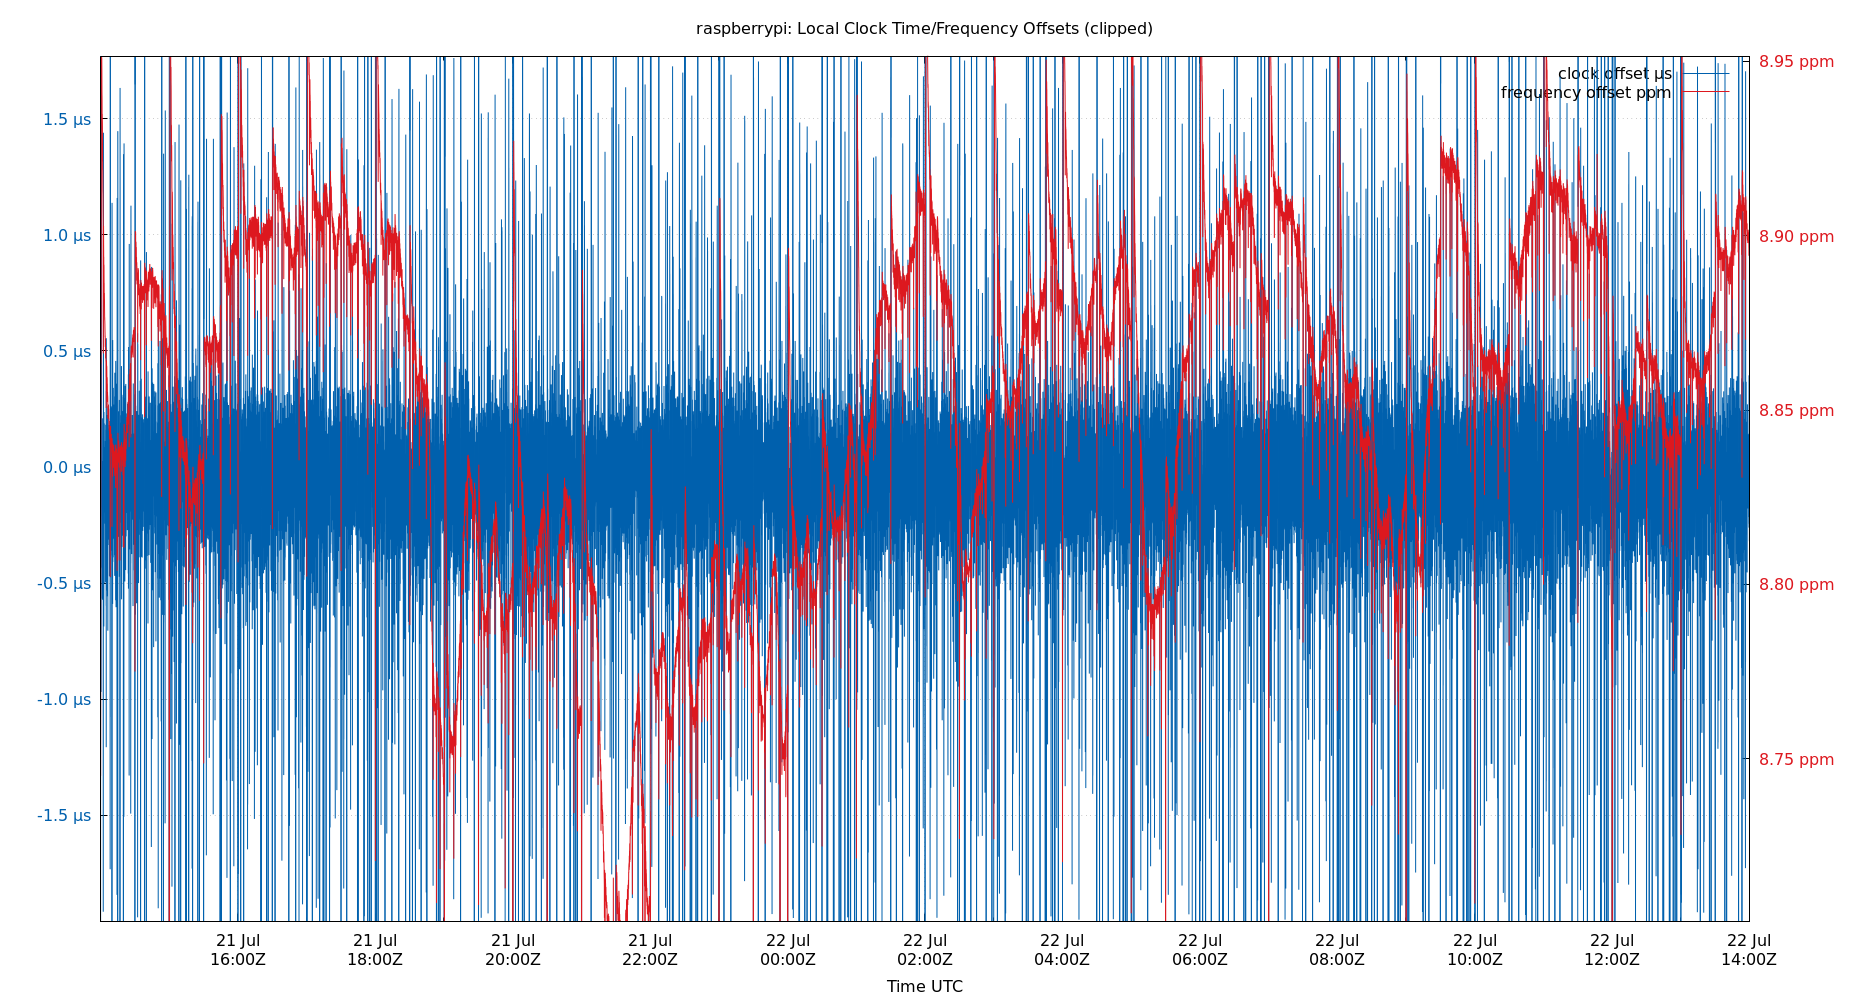 raspberrypi: Local Clock Time/Frequency Offsets (clipped)
clock offset µs
frequency offset ppm
1.5 µs
1.0 µs
0.5 µs
0.0 µs
-0.5 µs
-1.0 µs
-1.5 µs
8.95 ppm
8.90 ppm
8.85 ppm
8.80 ppm
8.75 ppm
21 Jul
16:00Z
21 Jul
18:00Z
21 Jul
20:00Z
21 Jul
22:00Z
22 Jul
00:00Z
22 Jul
02:00Z
22 Jul
04:00Z
22 Jul
06:00Z
22 Jul
08:00Z
22 Jul
10:00Z
22 Jul
12:00Z
22 Jul
14:00Z
Time UTC